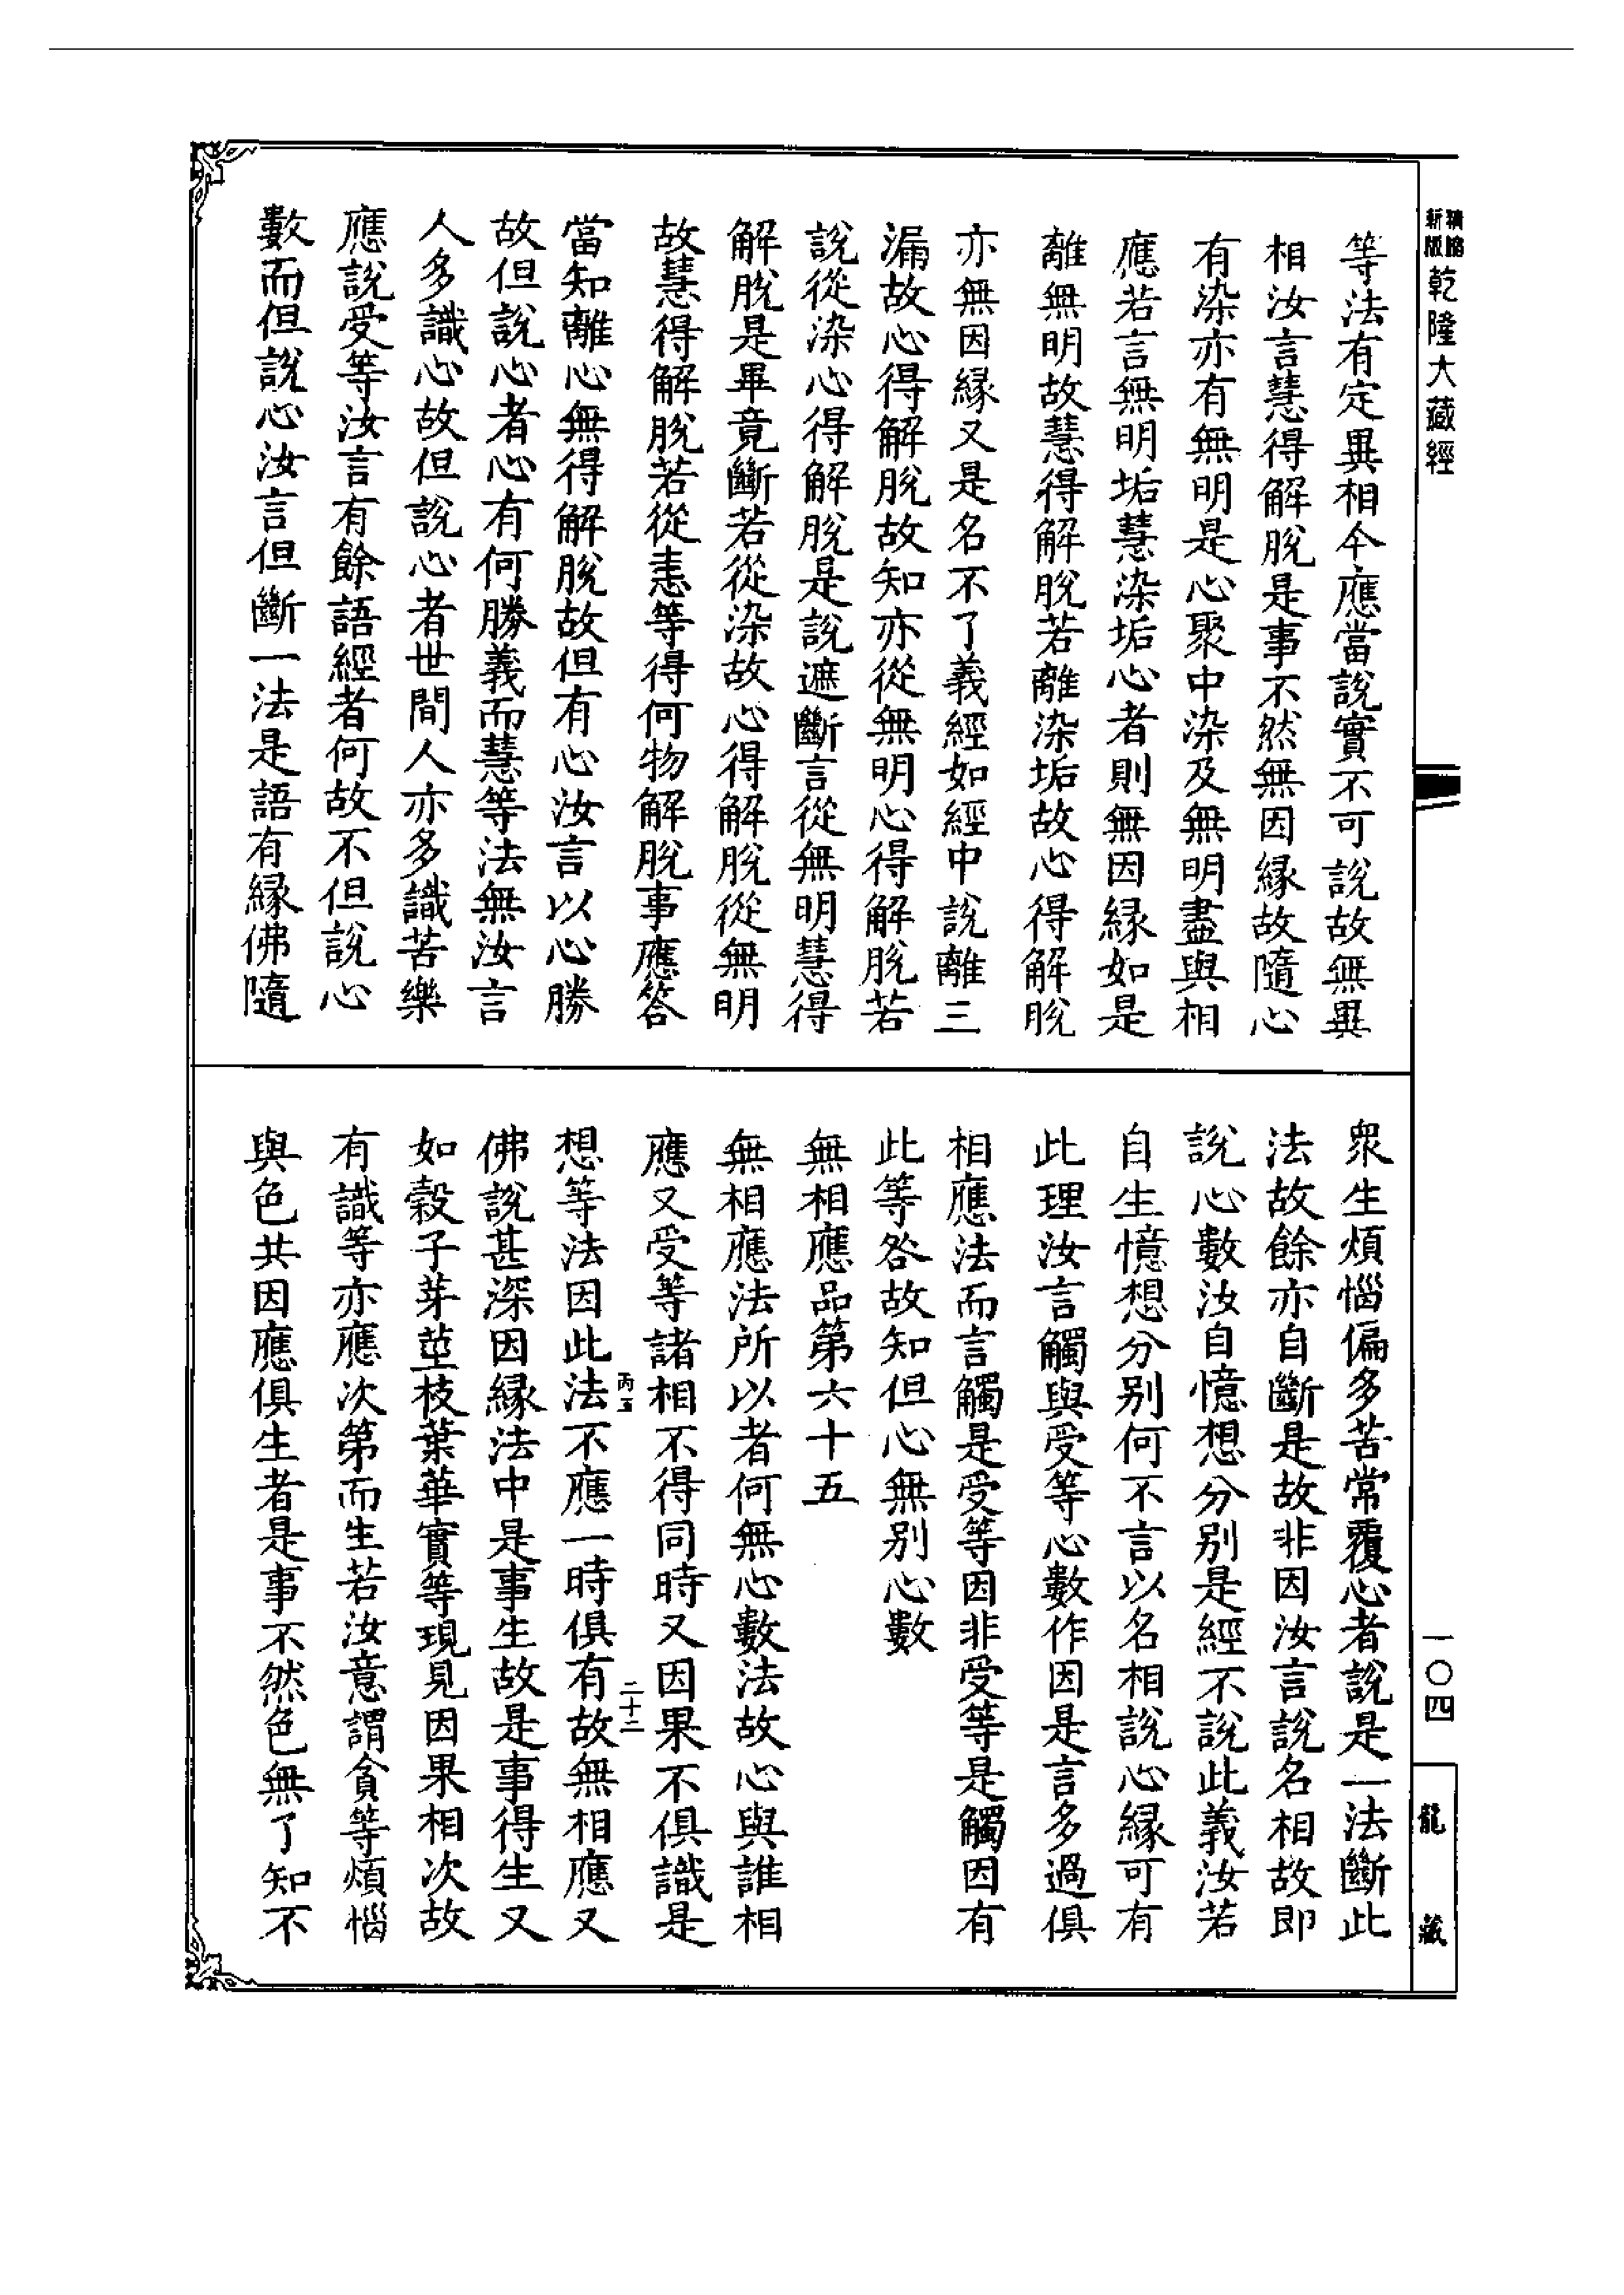 精縮新版乾隆大藏經
等法有定異相今應當說實不可說故無異
相汝言慧得解脫是事不然無因緣故隨心
有染亦有無明是心聚中染及無明盡與相
應若言無明垢慧染垢心者則無因緣如是
離無明故慧得解脫若離染垢故心得解脫
亦無因緣又是名不了義經如經中說離三
漏故心得解脫故知亦從無明心得解脫若
說從染心得解脫是說遮斷言從無明慧得
解脫是畢竟斷若從染故心得解脫從無明
故慧得解脫若從恚等得何物解脫事應答
當知離心無得解脫故但有心汝言以心勝
故但說心者心有何勝義而慧等法無汝言
人多識心故但說心者世間人亦多識苦樂
應說受等汝言有餘語經者何故不但說心
數而但說心汝言但斷一法是語有緣佛隨
眾生煩惱偏多苦常覆心者說是一法斷此
法故餘亦自斷是故非因汝言說名相故即
說心數汝自憶想分別是經不說此義汝若
自生憶想分別何不言以名相說心緣可有
此理汝言觸與受等心數作因是言多過俱
相應法而言觸是受等因非受等是觸因有
此等咎故知但心無別心數
無相應品第六十五
無相應法所以者何無心數法故心與誰相
應又受等諸相不得同時又因果不俱識是
想等法因此法不應一時俱有故無相應又
佛說甚深因緣法中是事生故是事得生又
如穀子芽莖枝葉華實等現見因果相次故
有識等亦應次第而生若汝意謂貪等煩惱
與色共因應俱生者是事不然色無了知不
二十二
一〇四
龍藏